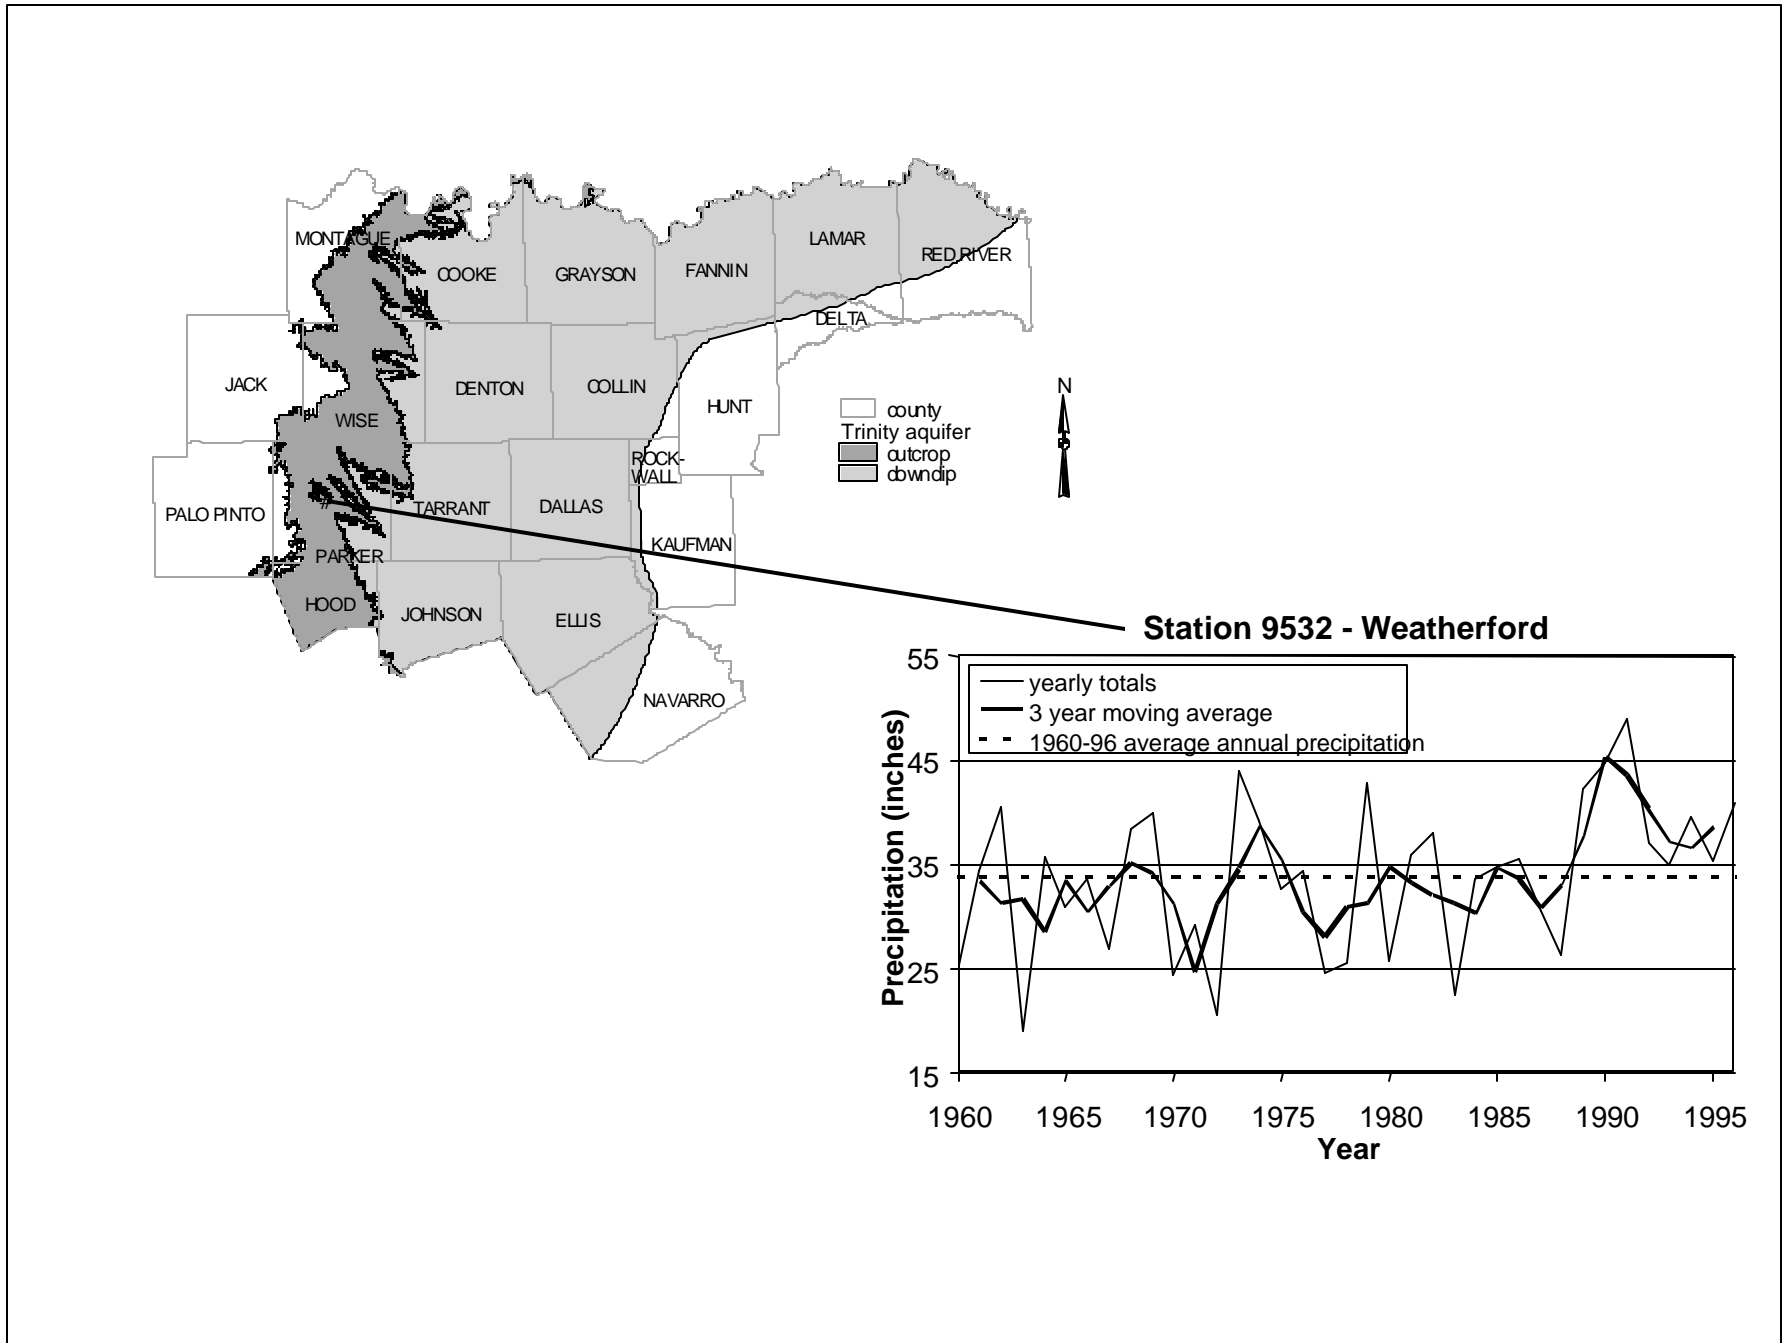 MONTAGUE
COOKE
GRAYSON
FANNIN
LAMAR
RED RIVER
DELTA
JACK
WISE
DENTON
COLLIN
HUNT
ROCK-
WALL
PALO PINTO
PARKER
TARRANT
DALLAS
KAUFMAN
HOOD
JOHNSON
ELLIS
NAVARRO
county
Trinity aquifer
outcrop
downdip
N
Station 9532 - Weatherford
yearly totals
3 year moving average
1960-96 average annual precipitation
Precipitation (inches)
55
45
35
25
15
1960 1965 1970 1975 1980 1985 1990 1995
Year